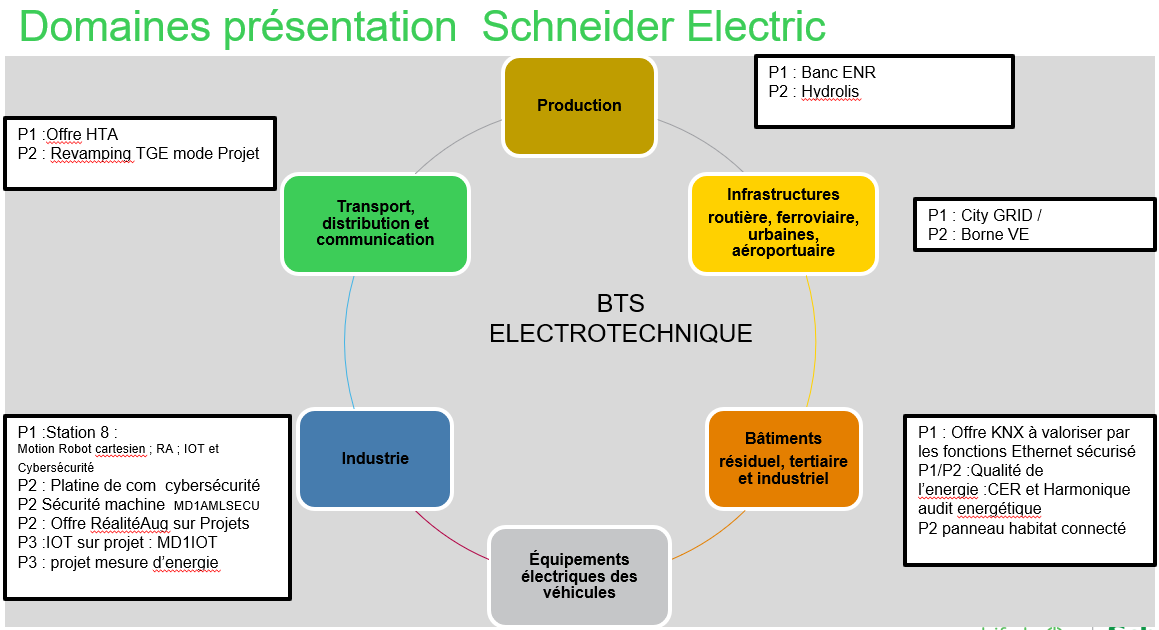 Domaines présentation  Schneider Electric
Production
P1 : Banc ENR
P2 : Hydrolis
P1 :Offre HTA
P2 : Revamping TGE mode Projet
Transport,
distribution et
communication
Infrastructures
routière, ferroviaire,
urbaines,
aéroportuaire
P1 : City GRID /
P2 : Borne VE
BTS
ELECTROTECHNIQUE
P1 :Station 8 :
Motion Robot cartesien ; RA ; IOT et
Cybersécurité
P2 : Platine de com  cybersécurité
P2 Sécurité machine  MD1AMLSECU
P2 : Offre RéalitéAug sur Projets
P3 :IOT sur projet : MD1IOT
P3 : projet mesure d’energie
Industrie
Bâtiments
résiduel, tertiaire
et industriel
P1 : Offre KNX à valoriser par
les fonctions Ethernet sécurisé
P1/P2 :Qualité de
l’energie :CER et Harmonique
audit energétique
P2 panneau habitat connecté
Équipements
électriques des
véhicules